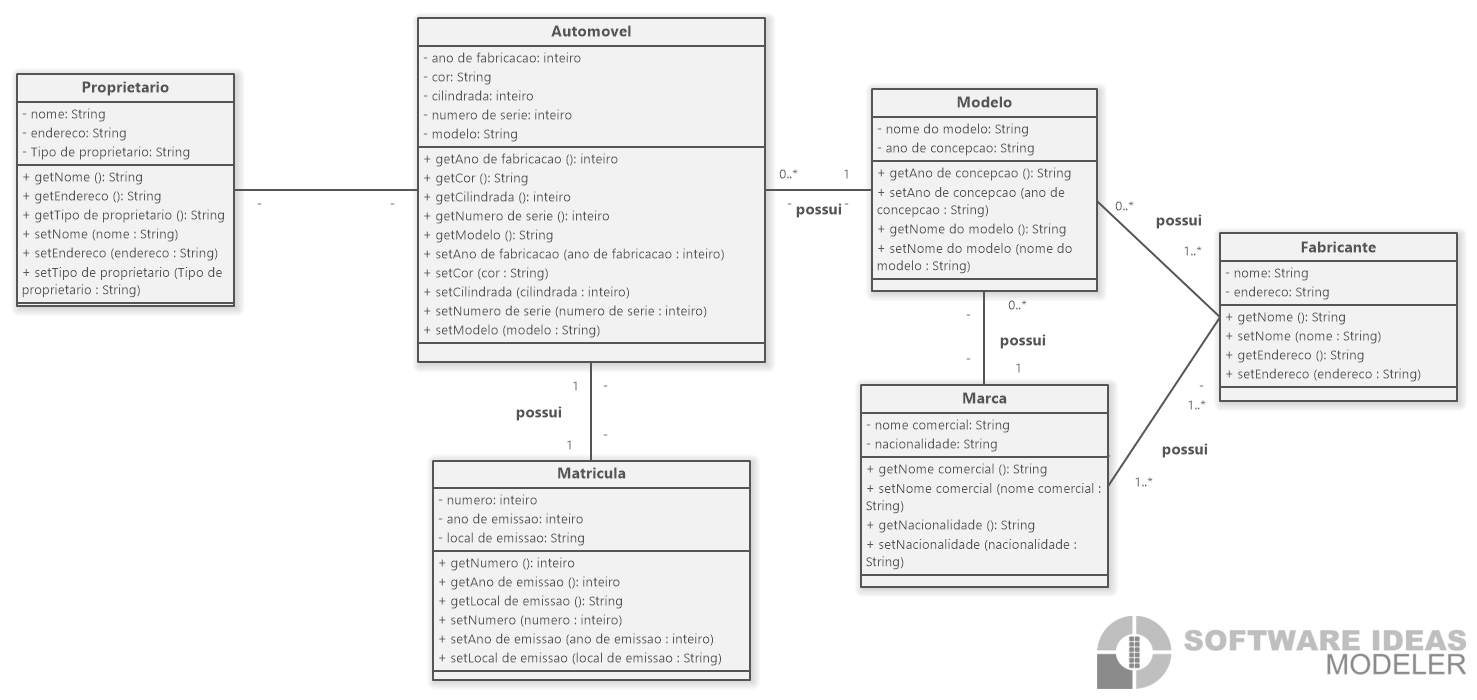 Proprietario
- nome: String
- endereco: String
- Tipo de proprietario: String
+ getNome (): String
+ getEndereco (): String
+ getTipo de proprietario (): String
+ setNome (nome : String)
+ setEndereco (endereco : String)
+ setTipo de proprietario (Tipo de
proprietario : String)
-
-
Automovel
- ano de fabricacao: inteiro
- cor: String
- cilindrada: inteiro
- numero de serie: inteiro
- modelo: String
+ getAno de fabricacao (): inteiro
+ getCor (): String
+ getCilindrada (): inteiro
+ getNumero de serie (): inteiro
+ getModelo (): String
+ setAno de fabricacao (ano de fabricacao : inteiro)
+ setCor (cor : String)
+ setCilindrada (cilindrada : inteiro)
+ setNumero de serie (numero de serie : inteiro)
+ setModelo (modelo : String)
0..* 1
- possui -
Modelo
- nome do modelo: String
- ano de concepcao: String
+ getAno de concepcao (): String
+ setAno de concepcao (ano de
concepcao : String)
+ getNome do modelo (): String
+ setNome do modelo (nome do
modelo : String)
0..*
possui
1..*
Fabricante
- nome: String
- endereco: String
+ getNome (): String
+ setNome (nome : String)
+ getEndereco (): String
+ setEndereco (endereco : String)
1 -
possui
-
1
Matricula
- numero: inteiro
- ano de emissao: inteiro
- local de emissao: String
+ getNumero (): inteiro
+ getAno de emissao (): inteiro
+ getLocal de emissao (): String
+ setNumero (numero : inteiro)
+ setAno de emissao (ano de emissao : inteiro)
+ setLocal de emissao (local de emissao : String)
0..*
-
possui
-
1
Marca
- nome comercial: String
- nacionalidade: String
+ getNome comercial (): String
+ setNome comercial (nome comercial :
String)
+ getNacionalidade (): String
+ setNacionalidade (nacionalidade :
String)
-
1..*
possui
1..*
SOFTWARE IDEAS
MODELER